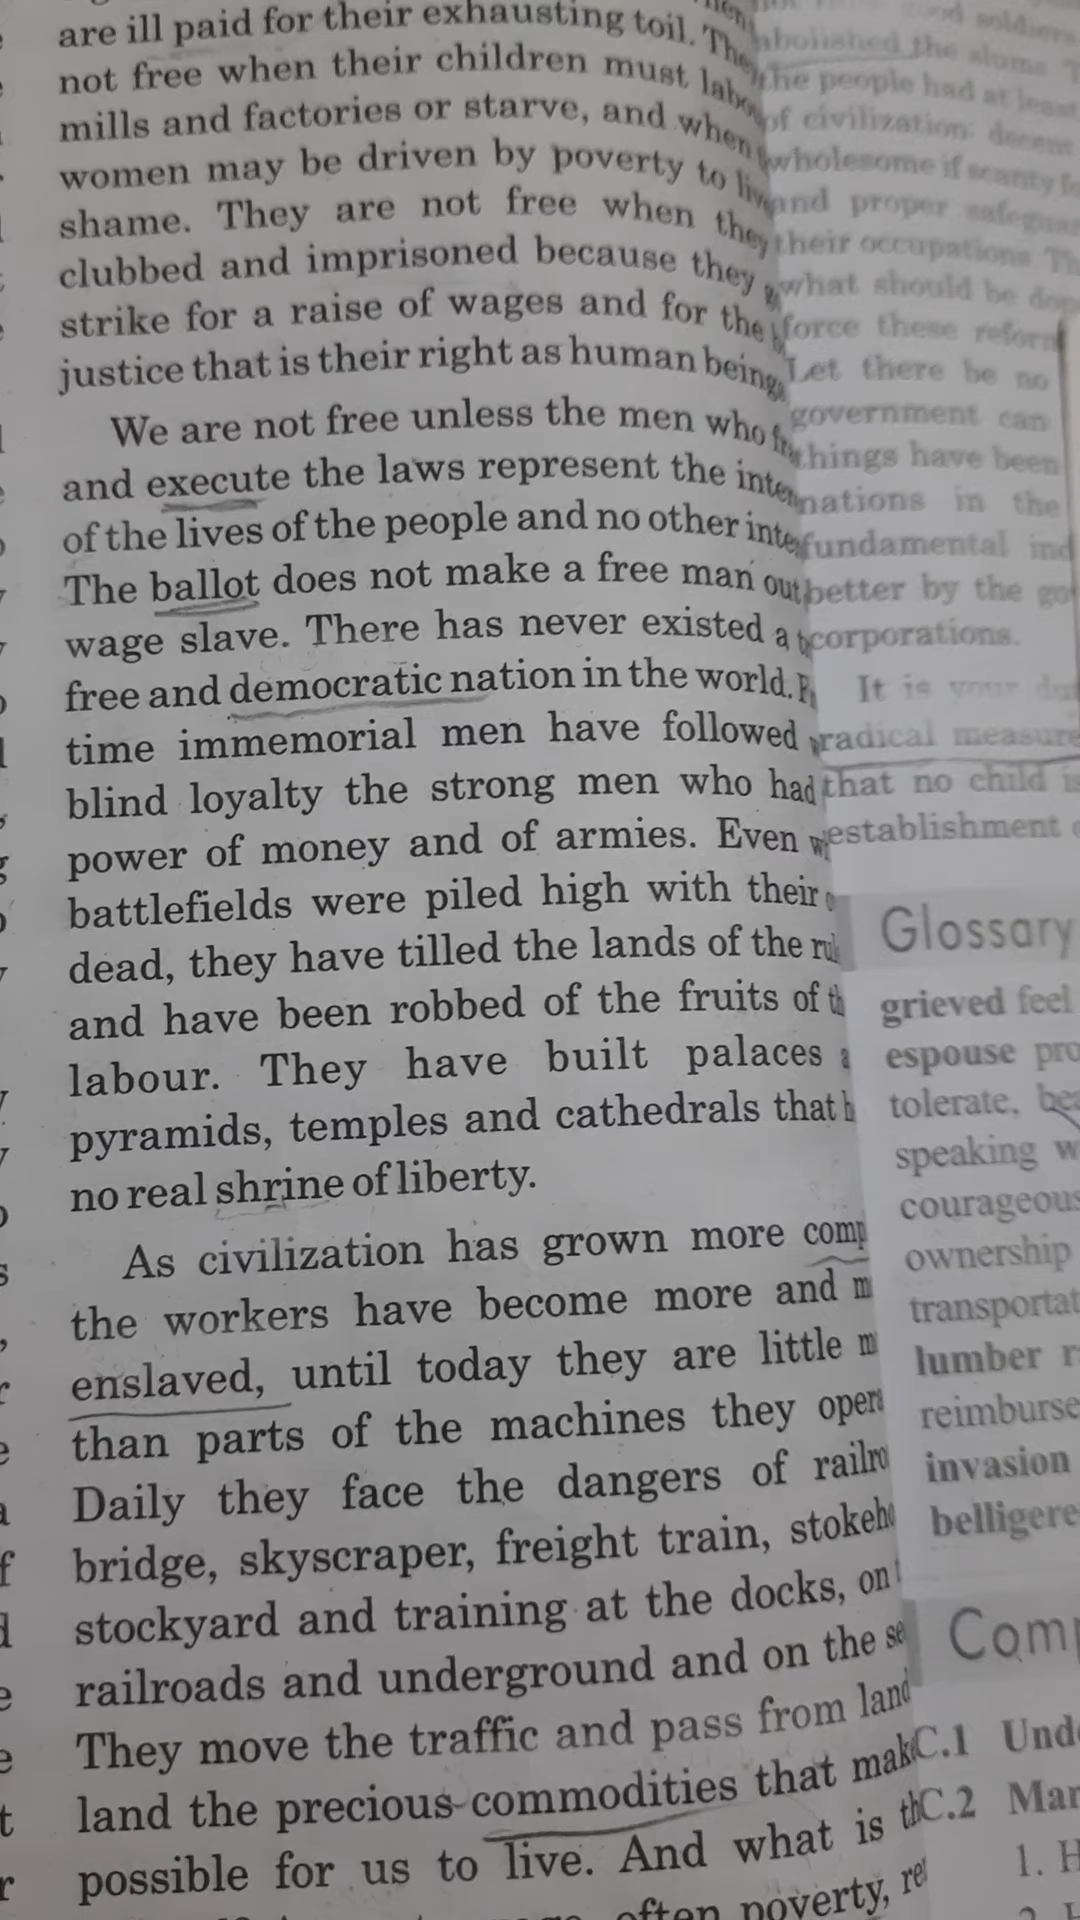 are ill paid for their exhausting toil.
not free when their children must
mills and factories or starve, and when
women may be driven by poverty to
shame. They are not free when they
clubbed and imprisoned because they
strike for a raise of wages and for the
justice that is their right as human
We are not free unless the men who
and execute the laws represent the
of the lives of the people and no other
The ballot does not make a free man out
wage slave. There has never existed a
free and democratic nation in the world.
time immemorial men have followed
blind loyalty the strong men who had
power of money and of armies. Even
battlefields were piled high with their
dead, they have tilled the lands of the
and have been robbed of the fruits of
labour. They have built palaces
pyramids, temples and cathedrals that
no real shrine of liberty.
As civilization has grown more comp
the workers have become more and
enslaved, until today they are little
than parts of the machines they oper
Daily they face the dangers of railro
bridge, skyscraper, freight train, stokeh
stockyard and training at the docks, on
railroads and underground and on the se
They move the traffic and pass from land
land the precious commodities that make
possible for us to live. And what is
often poverty,
abolished the slums
the people had at least
of civilization: decent
wholesome if scanty
and proper
their occupations
what should be
force these reform
Let there be no
government can
things have been
nations in the
fundamental ind
better by the
corporations.
It is your
radical measure
that no child is
establishment
Glossary
grieved feel
espouse pro
tolerate,
speaking w
courageous
ownership
transportat
lumber r
reimburse
invasion
belligere
Comp
C.1 Und
C.2 Mar
1. H